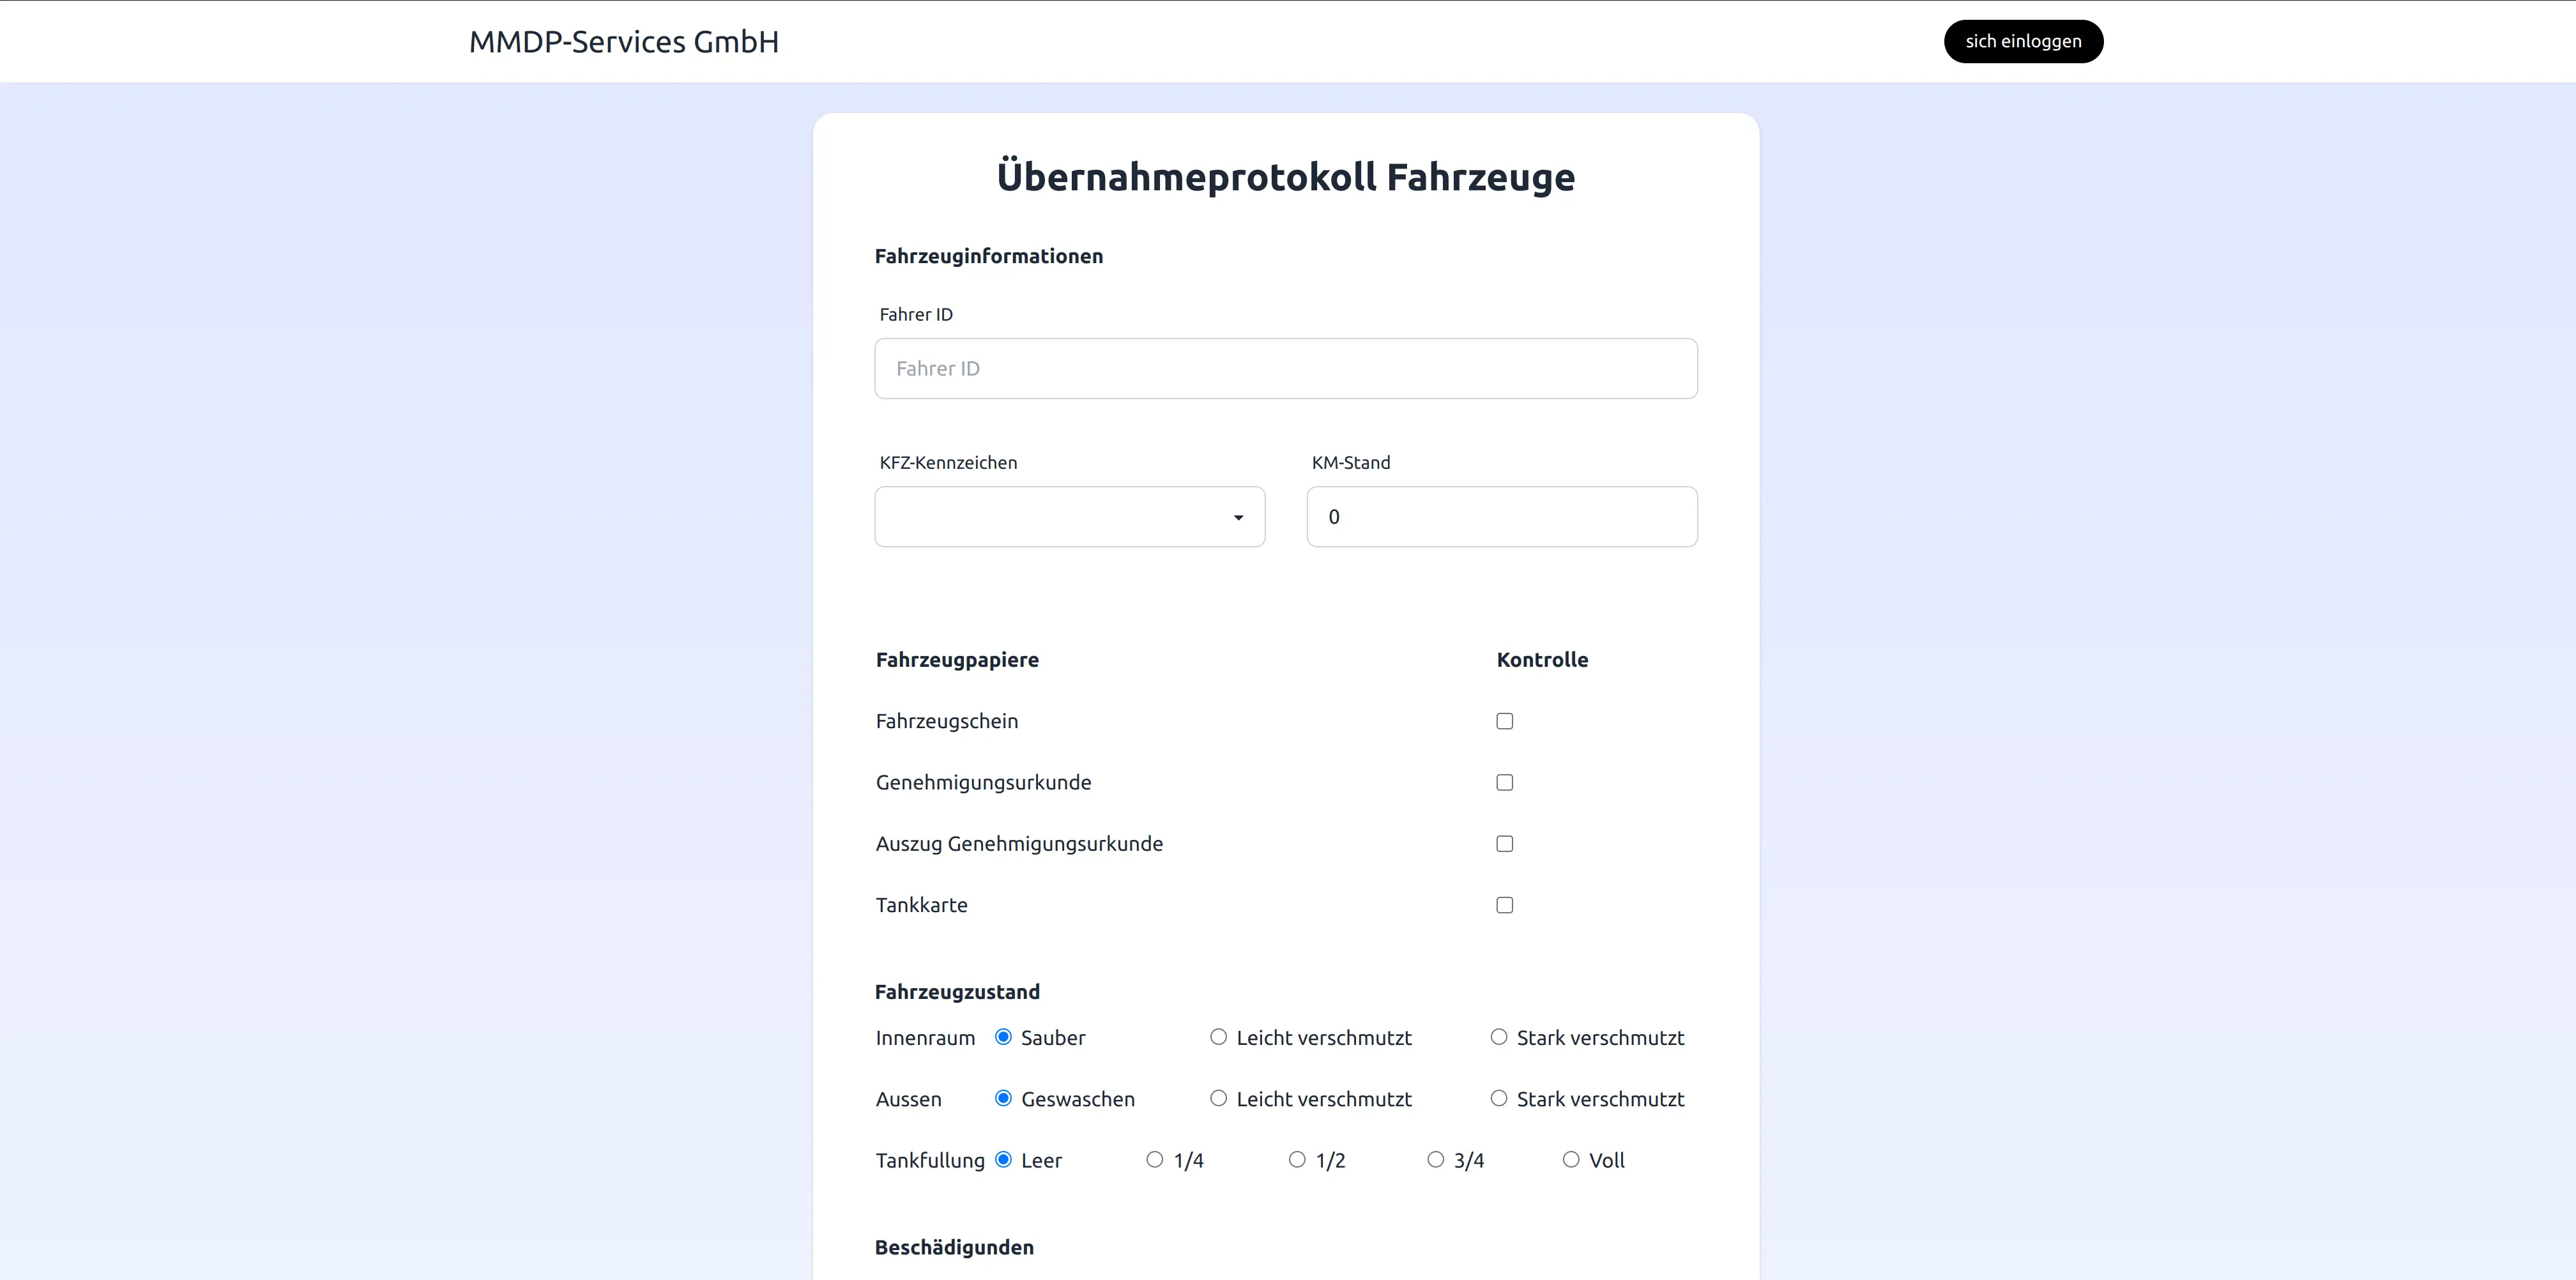 MMDP-Services GmbH
sich einloggen
Übernahmeprotokoll Fahrzeuge
Fahrzeuginformationen
Fahrer ID
Fahrer ID
KFZ-Kennzeichen
KM-Stand
0
Fahrzeugpapiere Kontrolle
Fahrzeugschein
Genehmigungsurkunde
Auszug Genehmigungsurkunde
Tankkarte
Fahrzeugzustand
Innenraum Sauber Leicht verschmutzt Stark verschmutzt
Aussen Geswaschen Leicht verschmutzt Stark verschmutzt
Tankfullung Leer 1/4 1/2 3/4 Voll
Beschädigunden